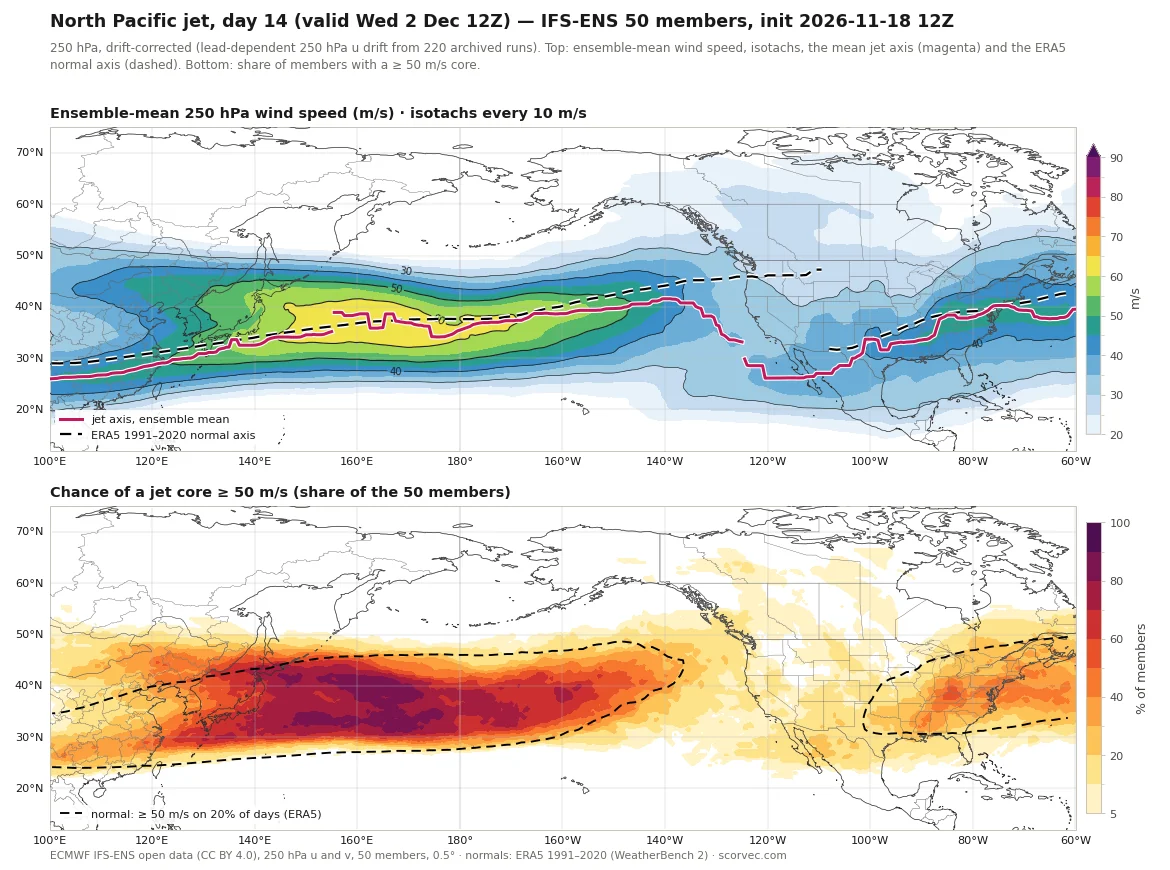 North Pacific jet, day 14 (valid Wed 2 Dec 12Z) — IFS-ENS 50 members, init 2026-11-18 12Z
250 hPa, drift-corrected (lead-dependent 250 hPa u drift from 220 archived runs). Top: ensemble-mean wind speed, isotachs, the mean jet axis (magenta) and the ERA5
normal axis (dashed). Bottom: share of members with a ≥ 50 m/s core.
Ensemble-mean 250 hPa wind speed (m/s) · isotachs every 10 m/s
70°N
60°N
50°N
40°N
30°N
20°N
30
50
40
40
jet axis, ensemble mean
ERA5 1991–2020 normal axis
100°E 120°E 140°E 160°E 180° 160°W 140°W 120°W 100°W 80°W 60°W
90
80
70
60
50
40
30
20
m/s
Chance of a jet core ≥ 50 m/s (share of the 50 members)
70°N
60°N
50°N
40°N
30°N
20°N
normal: ≥ 50 m/s on 20% of days (ERA5)
100°E 120°E 140°E 160°E 180° 160°W 140°W 120°W 100°W 80°W 60°W
100
80
60
40
20
5
% of members
ECMWF IFS-ENS open data (CC BY 4.0), 250 hPa u and v, 50 members, 0.5° · normals: ERA5 1991–2020 (WeatherBench 2) · scorvec.com